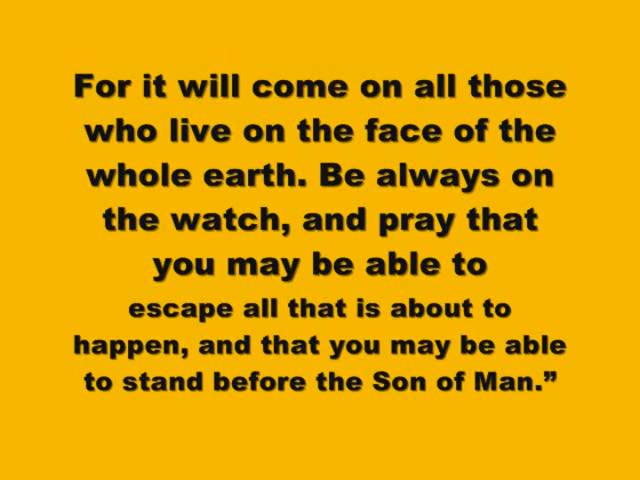 For it will come on all those
who live on the face of the
whole earth. Be always on
the watch, and pray that
you may be able to
escape all that is about to
happen, and that you may be able
to stand before the Son of Man.”